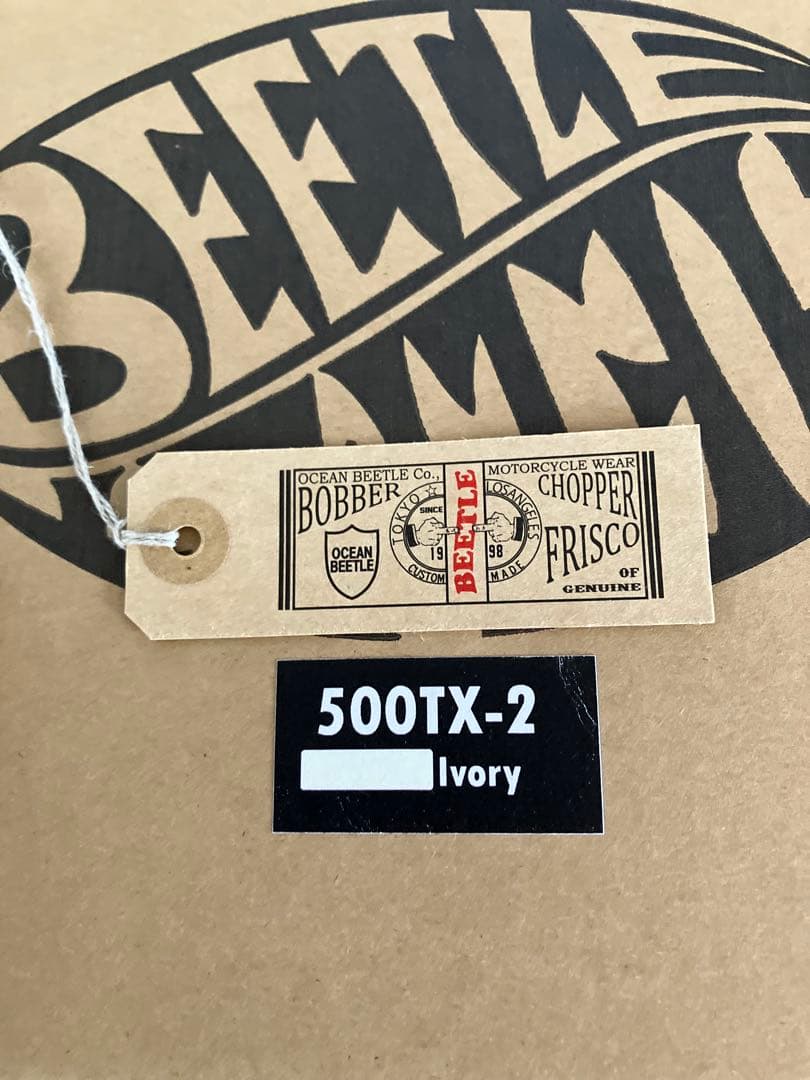 BEETLE
OCEAN BEETLE Co.,
MOTORCYCLE WEAR
BOBBER
CHOPPER
FRISCO
OF
GENUINE
OCEAN
BEETLE
TOKYO ☆ LOSANGELES
SINCE
19 98
CUSTOM MADE
BEETLE
500TX-2
Ivory